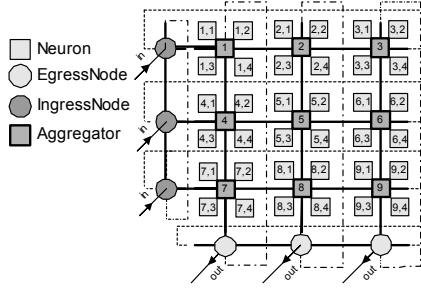 Neuron
EgressNode
IngressNode
Aggregator
in
1,1 1,2 2,1 2,2 3,1 3,2
1 2 3
1,3 1,4 2,3 2,4 3,3 3,4
in
4,1 4,2 5,1 5,2 6,1 6,2
4 5 6
4,3 4,4 5,3 5,4 6,3 6,4
in
7,1 7,2 8,1 8,2 9,1 9,2
7 8 9
7,3 7,4 8,3 8,4 9,3 9,4
out out out